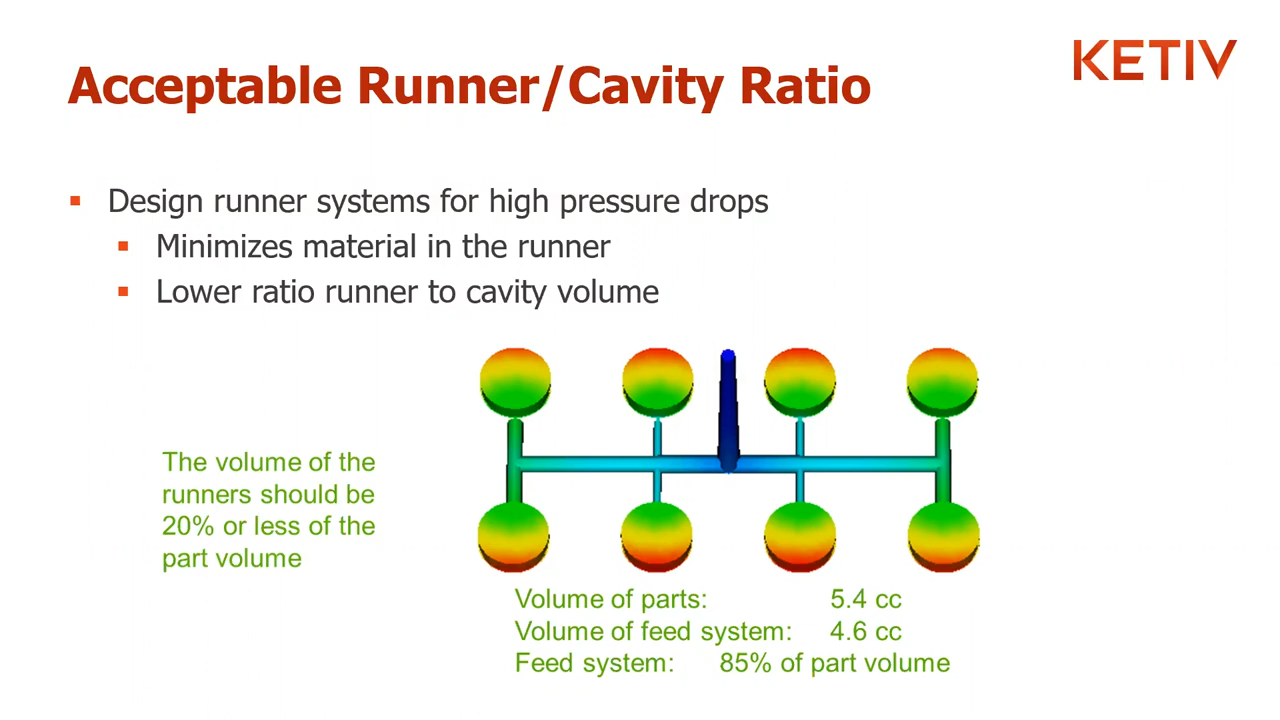 KETIV
Acceptable Runner/Cavity Ratio
Design runner systems for high pressure drops
Minimizes material in the runner
Lower ratio runner to cavity volume
The volume of the
runners should be
20% or less of the
part volume
Volume of parts: 5.4 cc
Volume of feed system: 4.6 cc
Feed system: 85% of part volume